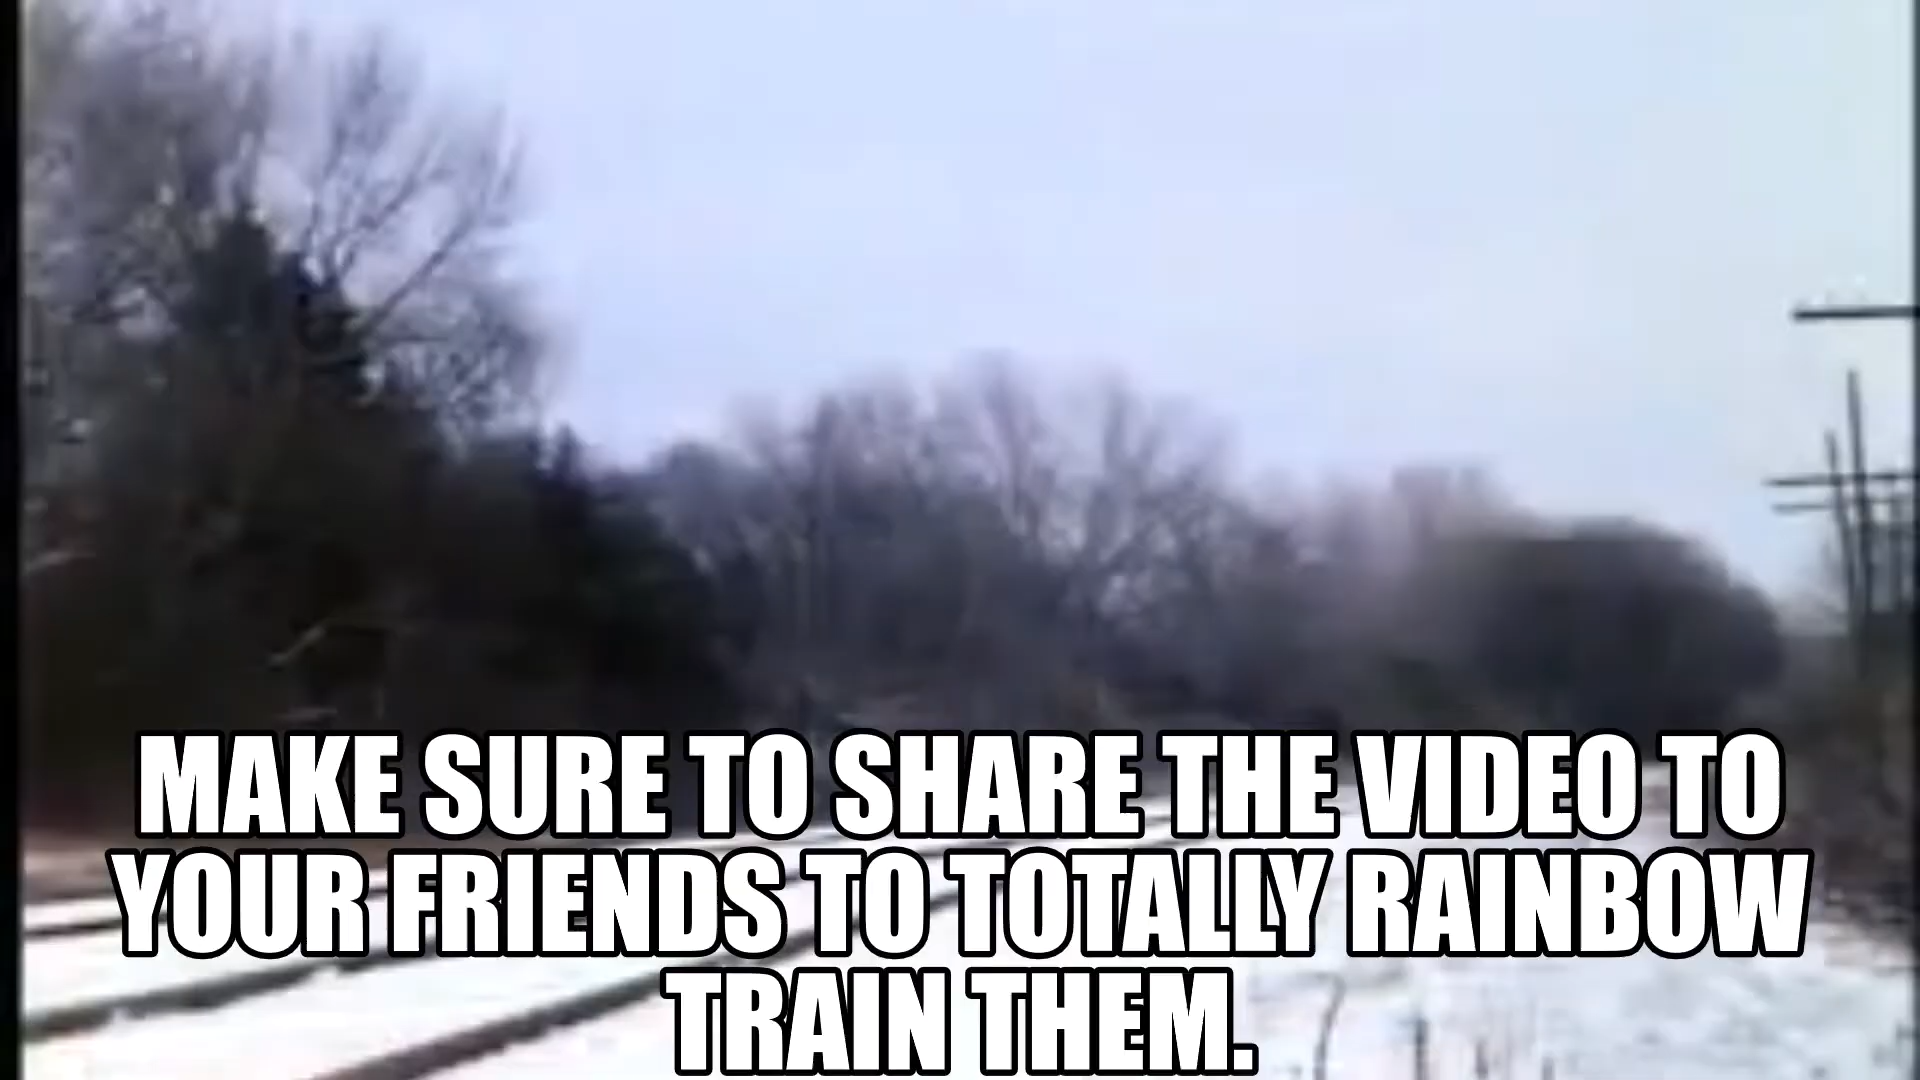 MAKE SURE TO SHARE THE VIDEO TO
YOUR FRIENDS TO TOTALLY RAINBOW
TRAIN THEM.